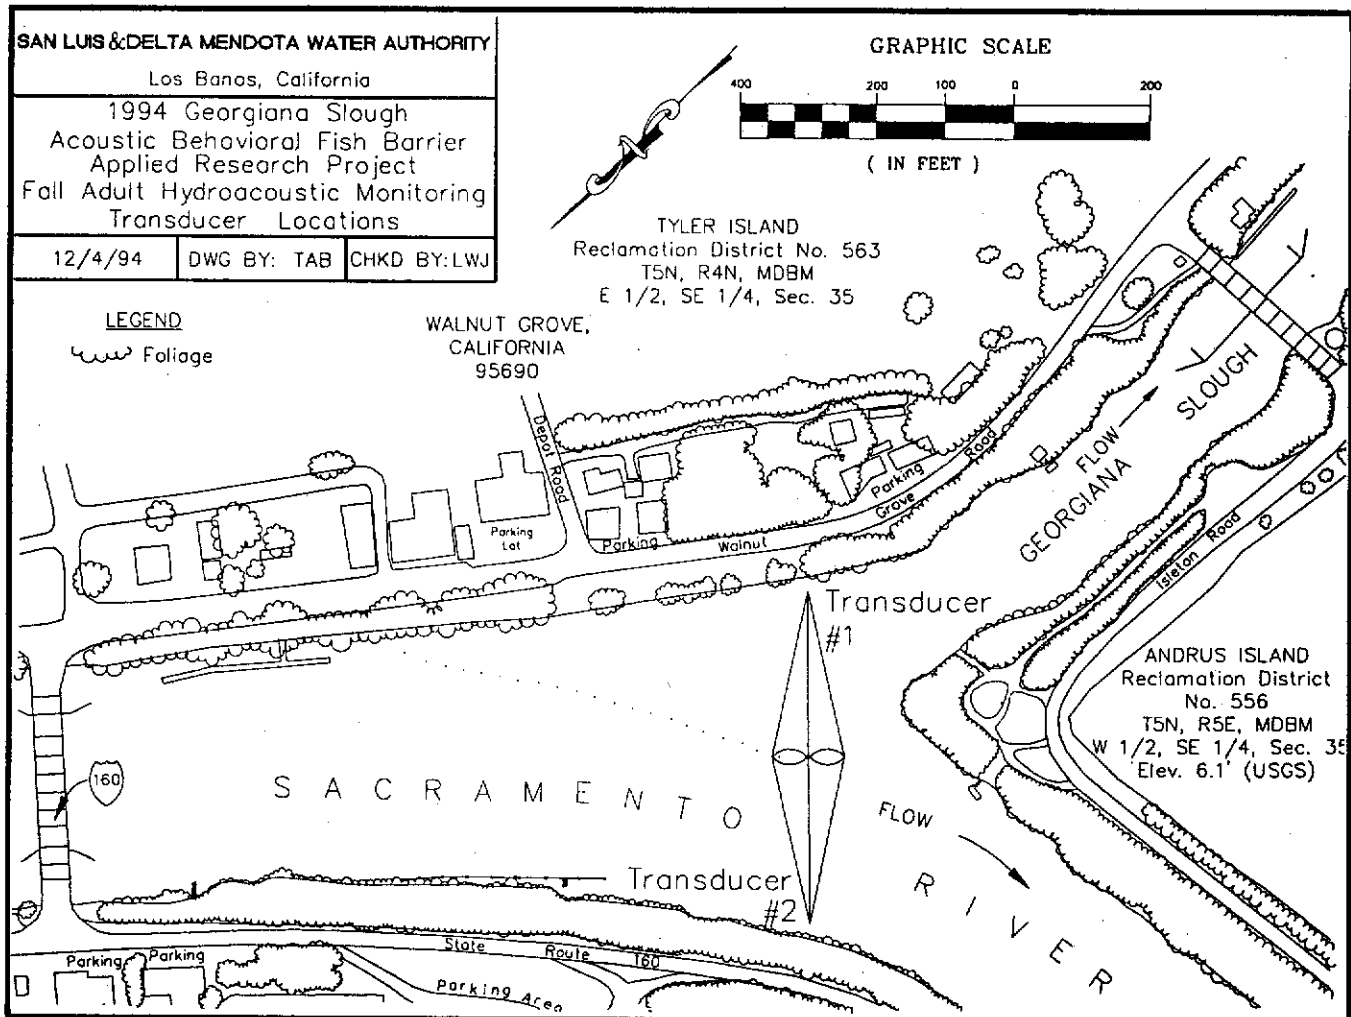 SAN LUIS & DELTA MENDOTA WATER AUTHORITY
Los Banos, California
1994 Georgiana Slough
Acoustic Behavioral Fish Barrier
Applied Research Project
Fall Adult Hydroacoustic Monitoring
Transducer Locations
12/4/94
DWG BY: TAB
CHKD BY: LWJ
LEGEND
Foliage
N
GRAPHIC SCALE
400 200 100 0 200
( IN FEET )
TYLER ISLAND
Reclamation District No. 563
T5N, R4N, MDBM
E 1/2, SE 1/4, Sec. 35
WALNUT GROVE,
CALIFORNIA
95690
Depot Road
Parking
Lot
Parking
Walnut Grove Road
Parking
FLOW
GEORGIANA SLOUGH
Isleton Road
Transducer
#1
ANDRUS ISLAND
Reclamation District
No. 556
T5N, R5E, MDBM
W 1/2, SE 1/4, Sec. 35
Elev. 6.1' (USGS)
160
SACRAMENTO RIVER
FLOW
Transducer
#2
State Route 160
Parking
Parking
Parking Area